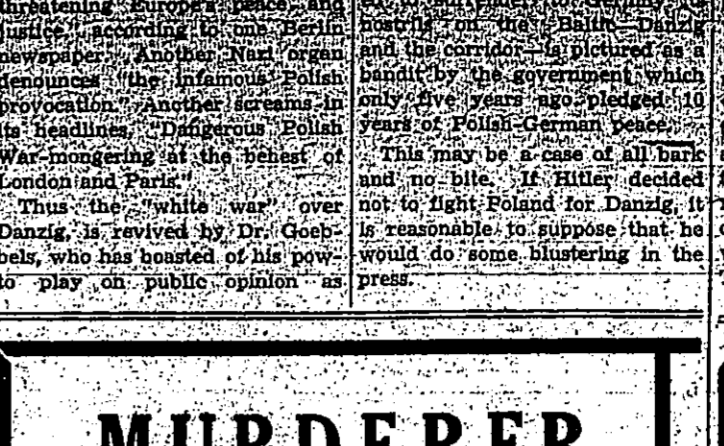 threatening Europe's peace and
justice," according to one Berlin
newspaper. Another Nazi organ
denounces "the infamous Polish
provocation." Another screams in
its headlines, "Dangerous Polish
War-mongering at the behest of
London and Paris."
Thus the "white war" over
Danzig, is revived by Dr. Goeb-
bels, who has boasted of his pow-
to play on public opinion as
nostrils on the Baltic—Danzig
and the corridor—is pictured as a
bandit by the government which
only five years ago pledged 10
years of Polish-German peace.
This may be a case of all bark
and no bite. If Hitler decided
not to fight Poland for Danzig, it
is reasonable to suppose that he
would do some blustering in the
press.
MURDERER